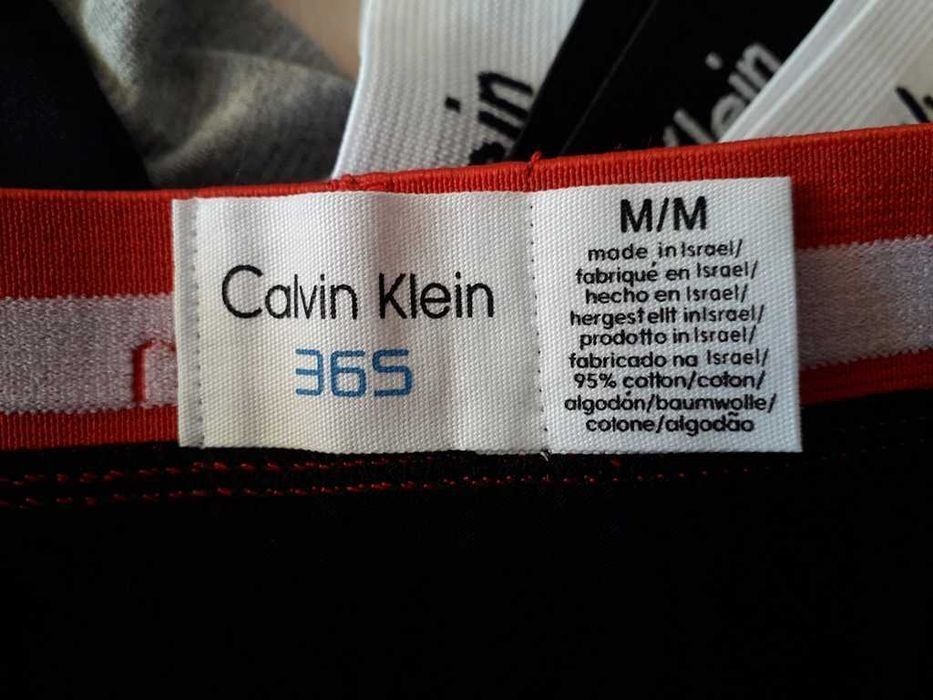 Klein
Calvin Klein
365
M/M
made in Israel/
fabriqué en Israel/
hecho en Israel/
hergestellt in Israel/
prodotto in Israel/
fabricado na Israel/
95% cotton/coton/
algodón/baumwolle/
cotone/algodão